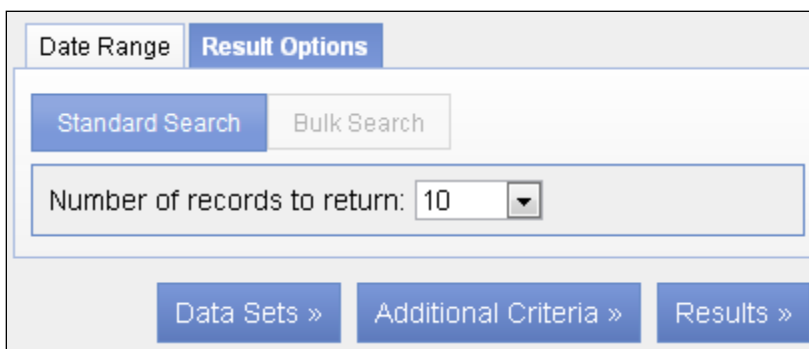 Date Range Result Options
Standard Search Bulk Search
Number of records to return: 10
Data Sets » Additional Criteria » Results »